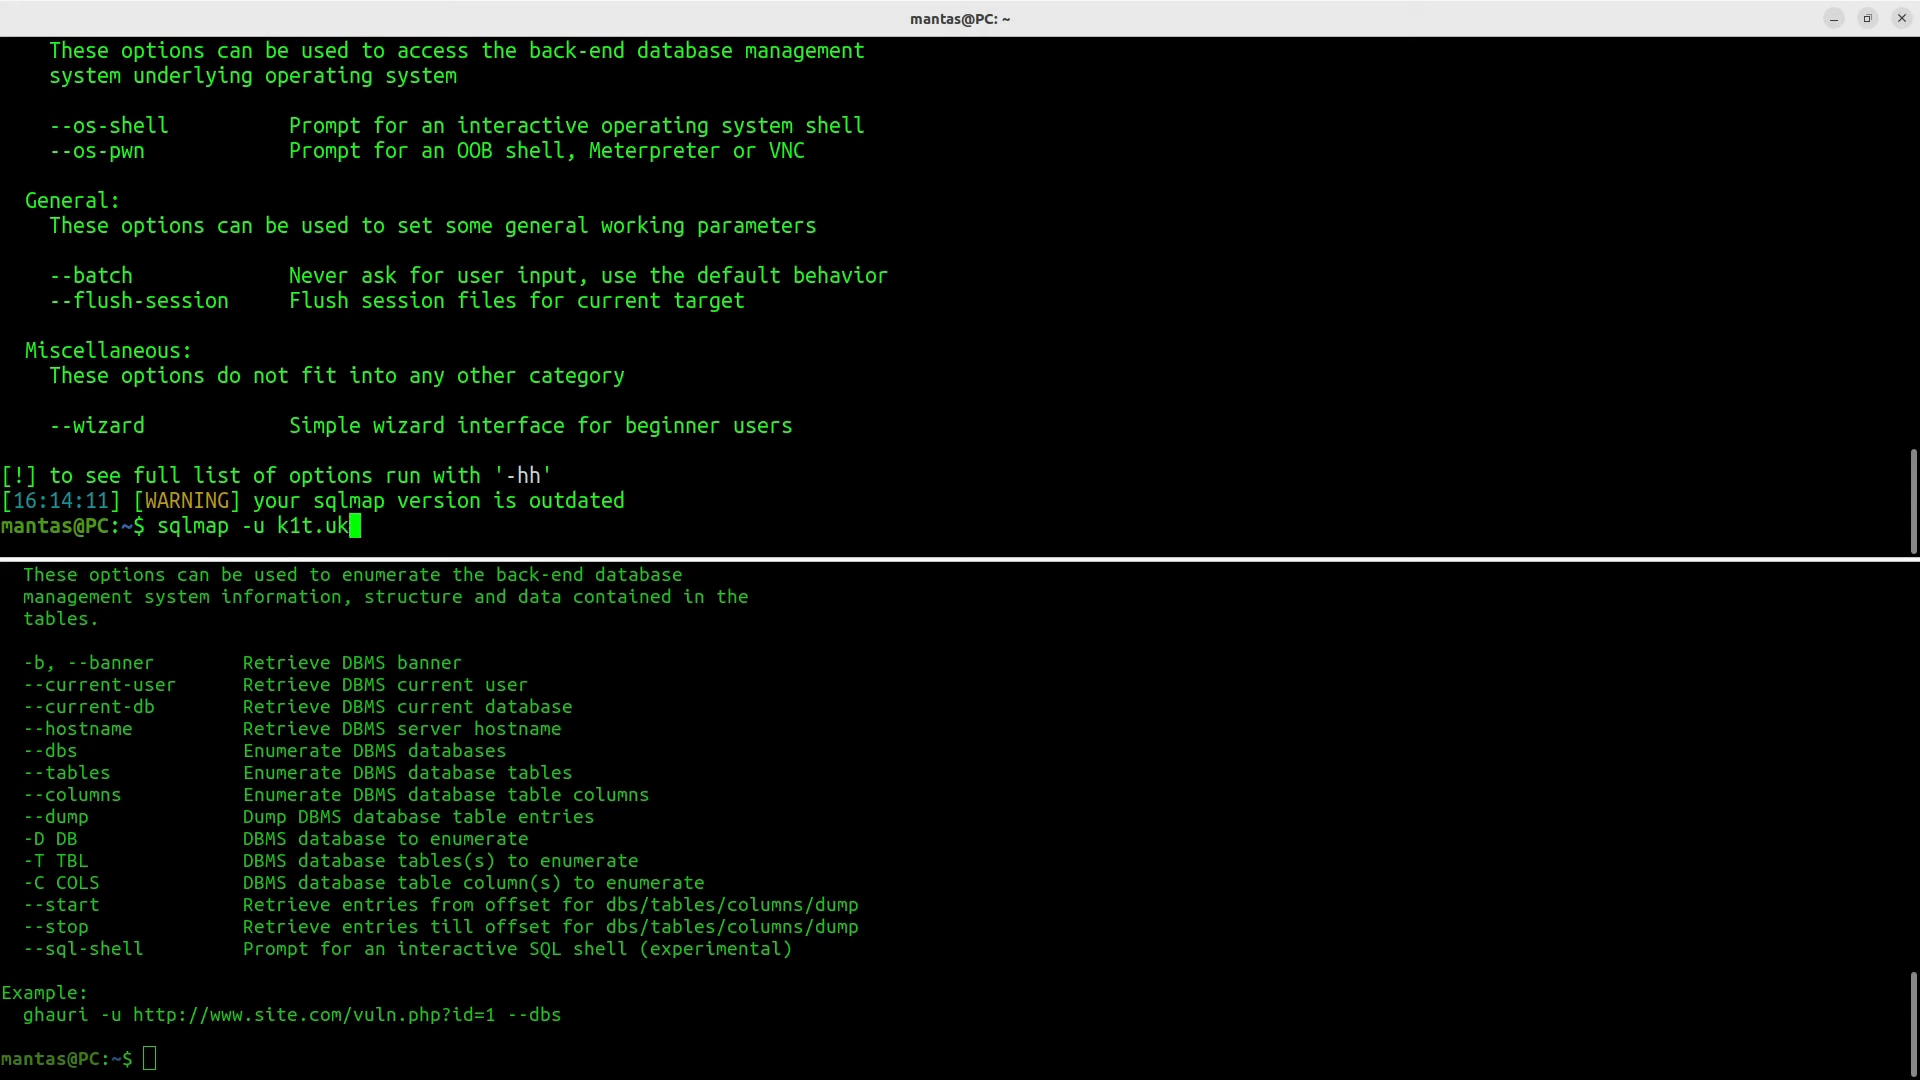 mantas@PC: ~
These options can be used to access the back-end database management
system underlying operating system
--os-shell Prompt for an interactive operating system shell
--os-pwn Prompt for an OOB shell, Meterpreter or VNC
General:
These options can be used to set some general working parameters
--batch Never ask for user input, use the default behavior
--flush-session Flush session files for current target
Miscellaneous:
These options do not fit into any other category
--wizard Simple wizard interface for beginner users
[!] to see full list of options run with '-hh'
[16:14:11] [WARNING] your sqlmap version is outdated
mantas@PC:~$ sqlmap -u k1t.uk
These options can be used to enumerate the back-end database
management system information, structure and data contained in the
tables.
-b, --banner Retrieve DBMS banner
--current-user Retrieve DBMS current user
--current-db Retrieve DBMS current database
--hostname Retrieve DBMS server hostname
--dbs Enumerate DBMS databases
--tables Enumerate DBMS database tables
--columns Enumerate DBMS database table columns
--dump Dump DBMS database table entries
-D DB DBMS database to enumerate
-T TBL DBMS database tables(s) to enumerate
-C COLS DBMS database table column(s) to enumerate
--start Retrieve entries from offset for dbs/tables/columns/dump
--stop Retrieve entries till offset for dbs/tables/columns/dump
--sql-shell Prompt for an interactive SQL shell (experimental)
Example:
ghauri -u http://www.site.com/vuln.php?id=1 --dbs
mantas@PC:~$